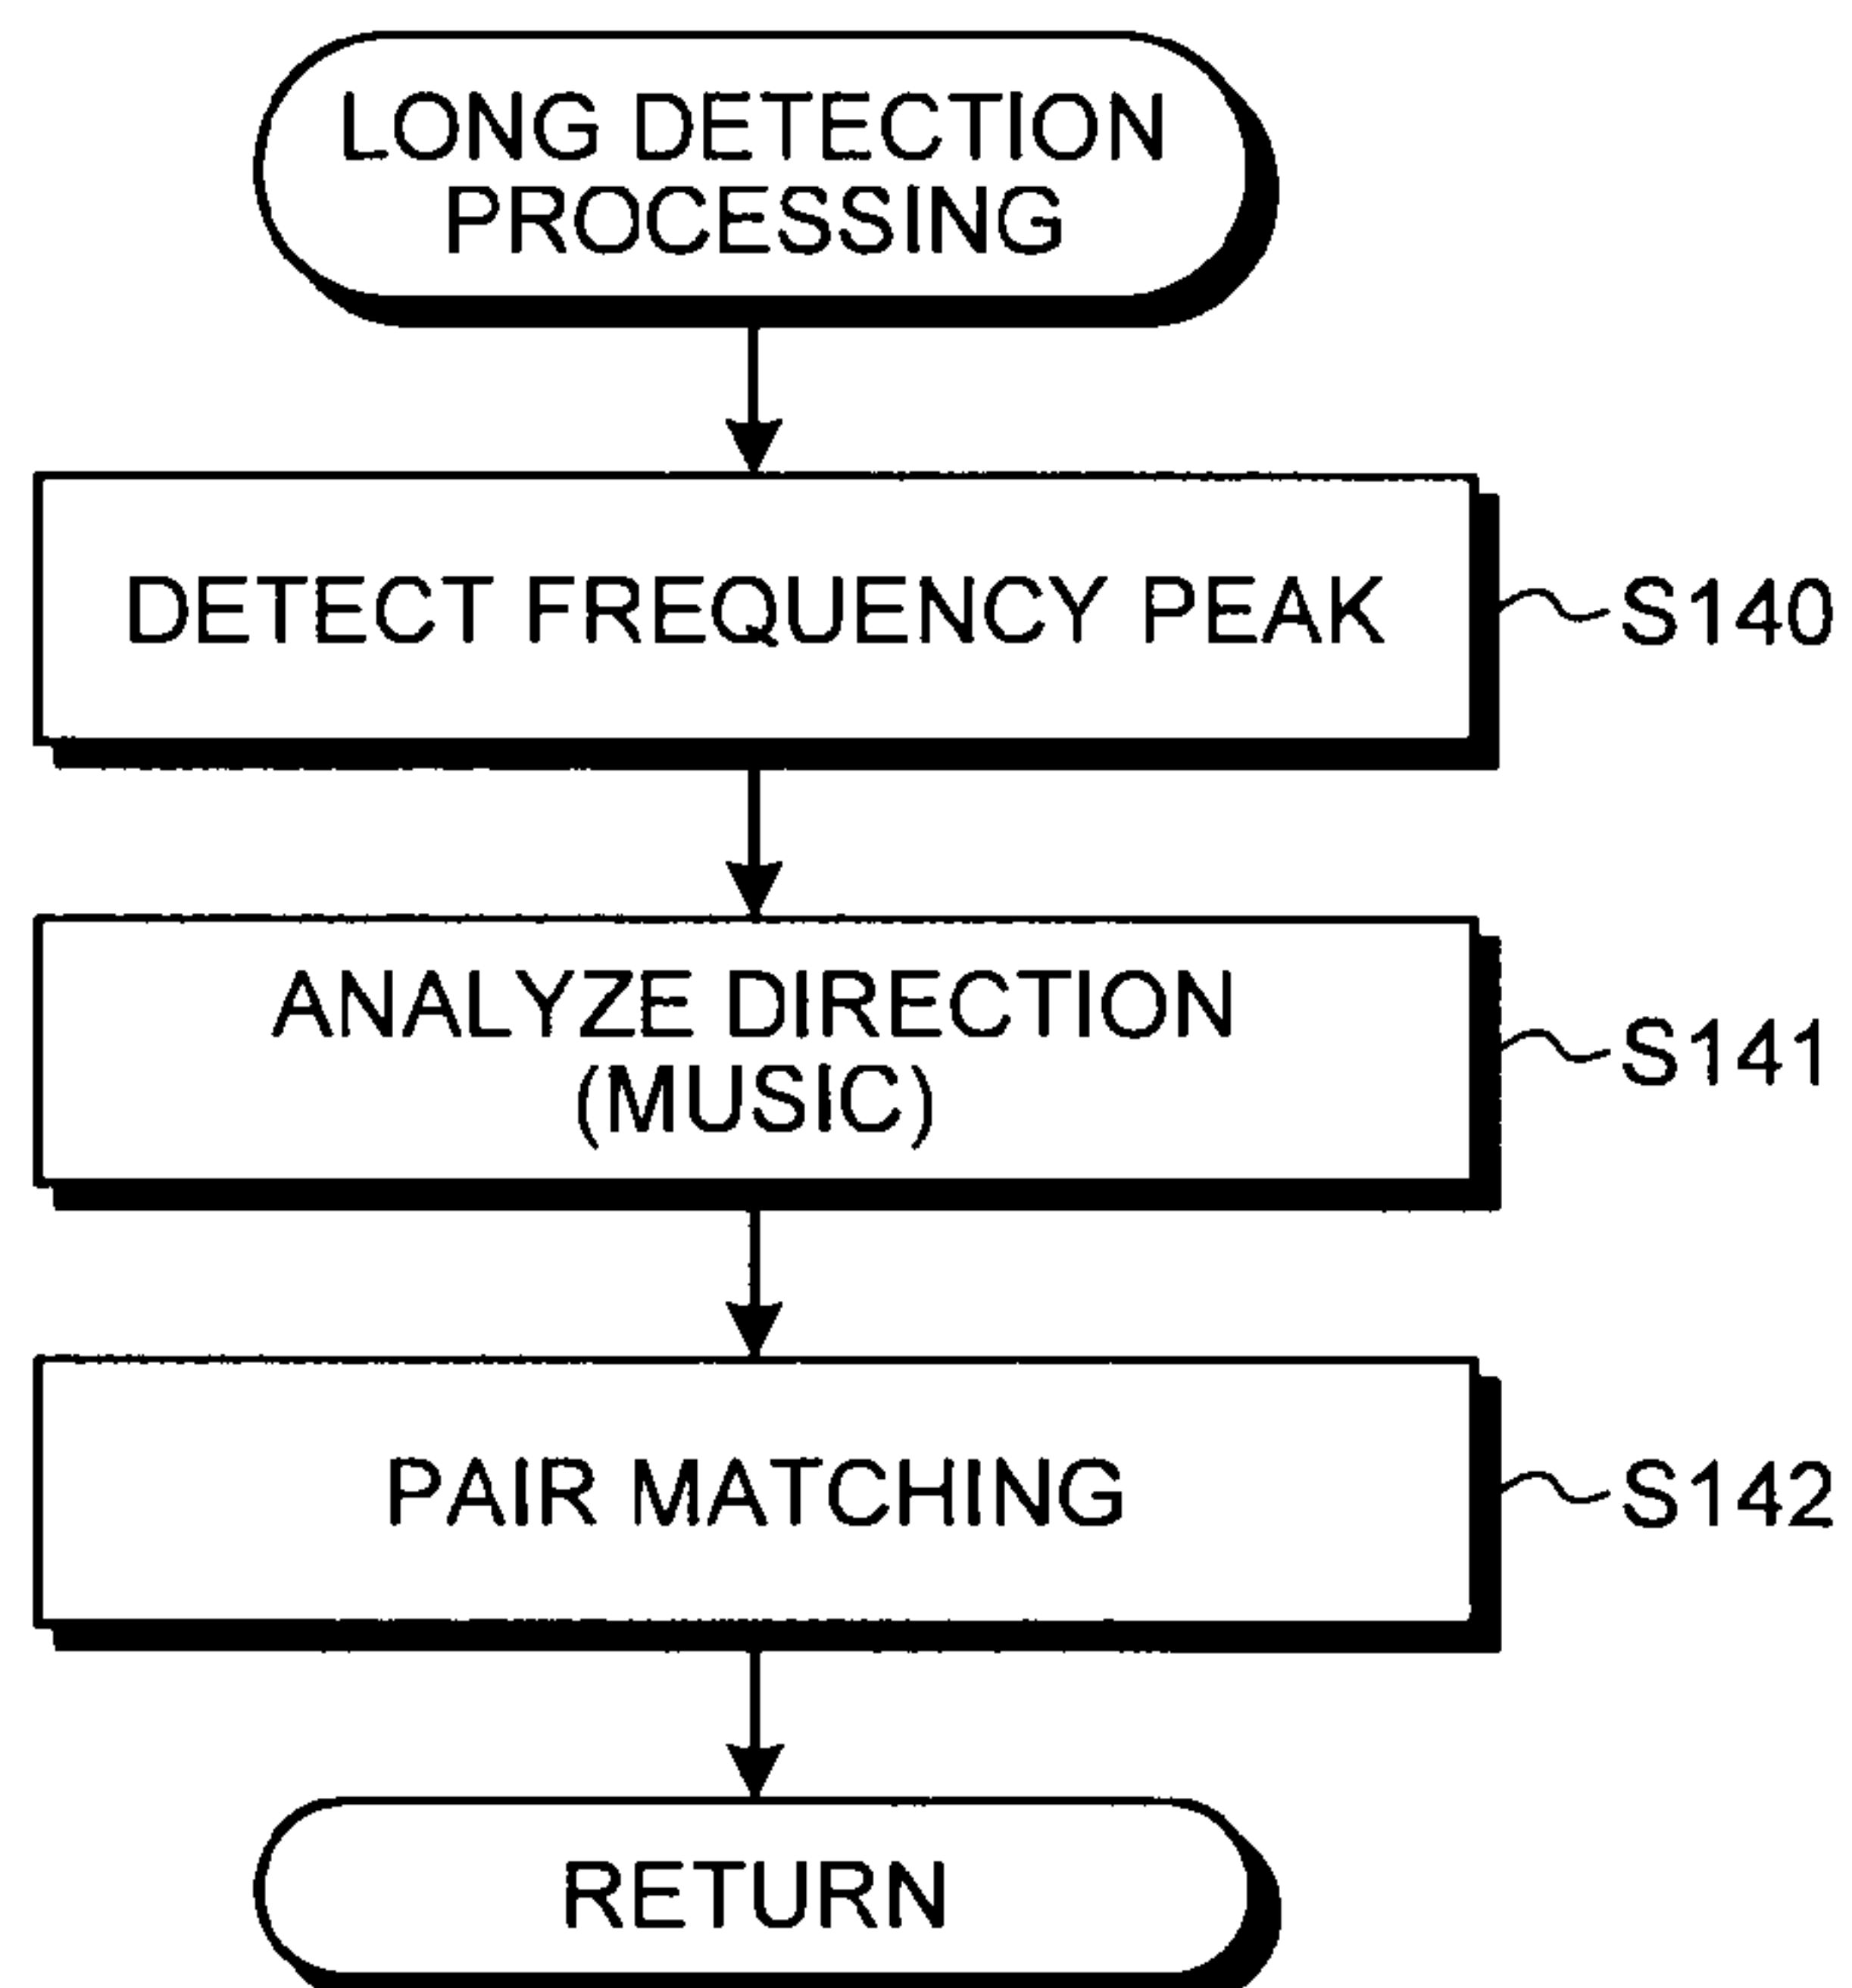 LONG DETECTION
PROCESSING
DETECT FREQUENCY PEAK
S140
ANALYZE DIRECTION
(MUSIC)
S141
PAIR MATCHING
S142
RETURN